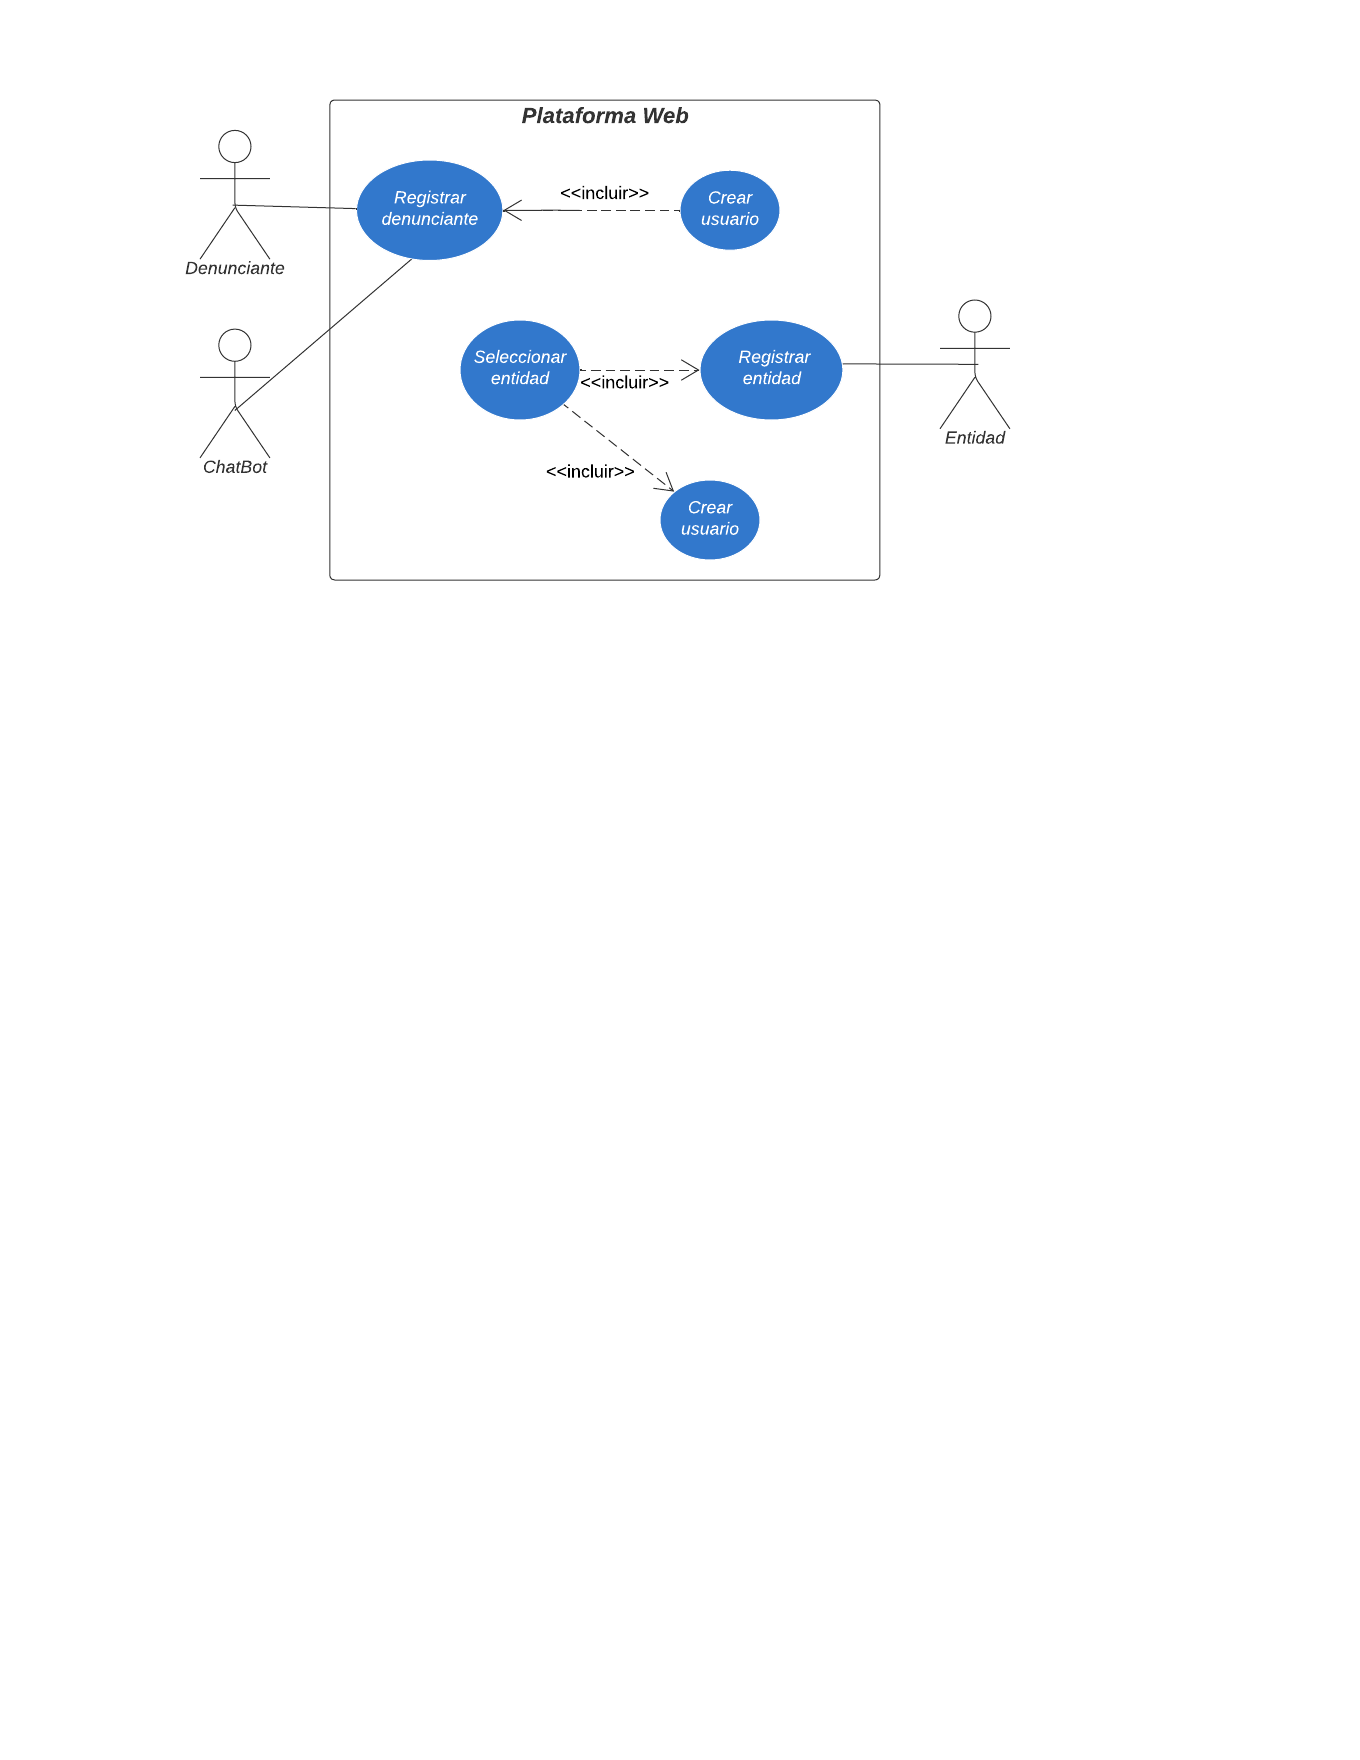 Plataforma Web
Registrar
denunciante
<<incluir>>
Crear
usuario
Denunciante
Seleccionar
entidad
<<incluir>>
Registrar
entidad
Entidad
ChatBot
<<incluir>>
Crear
usuario